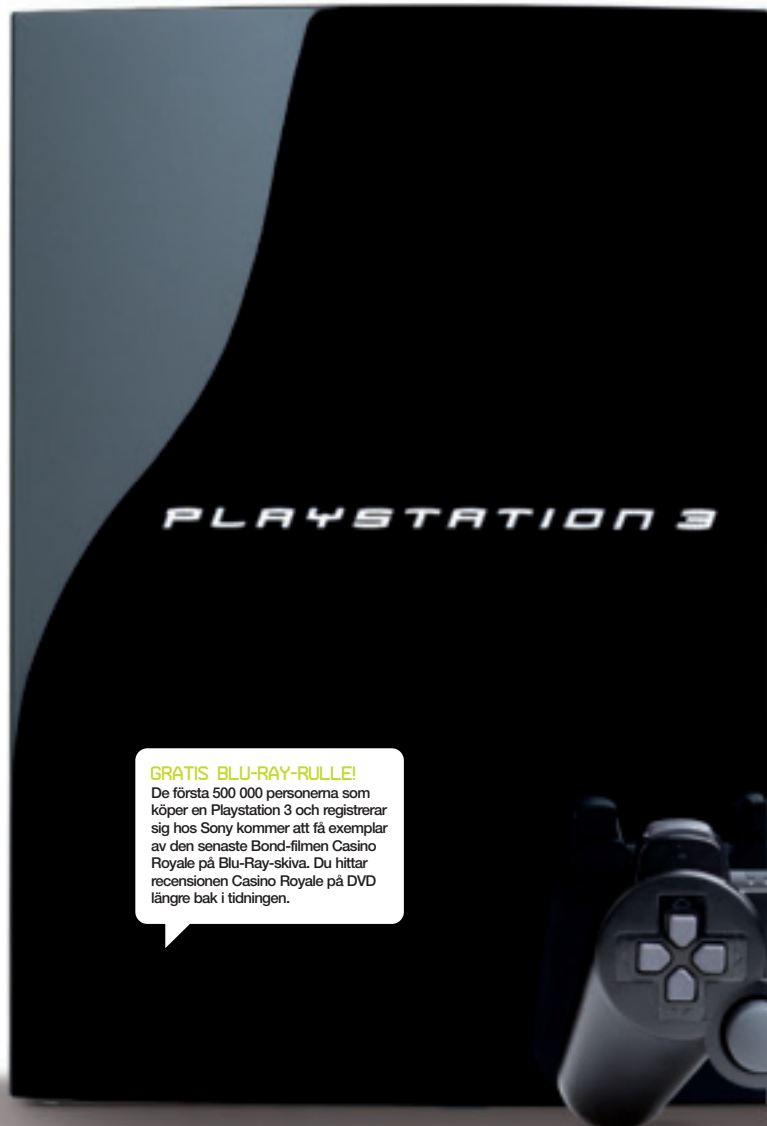 PLAYSTATION 3
GRATIS BLU-RAY-RULLE!
De första 500 000 personerna som
köper en Playstation 3 och registrerar
sig hos Sony kommer att få exemplar
av den senaste Bond-filmen Casino
Royale på Blu-Ray-skiva. Du hittar
recensionen Casino Royale på DVD
längre bak i tidningen.